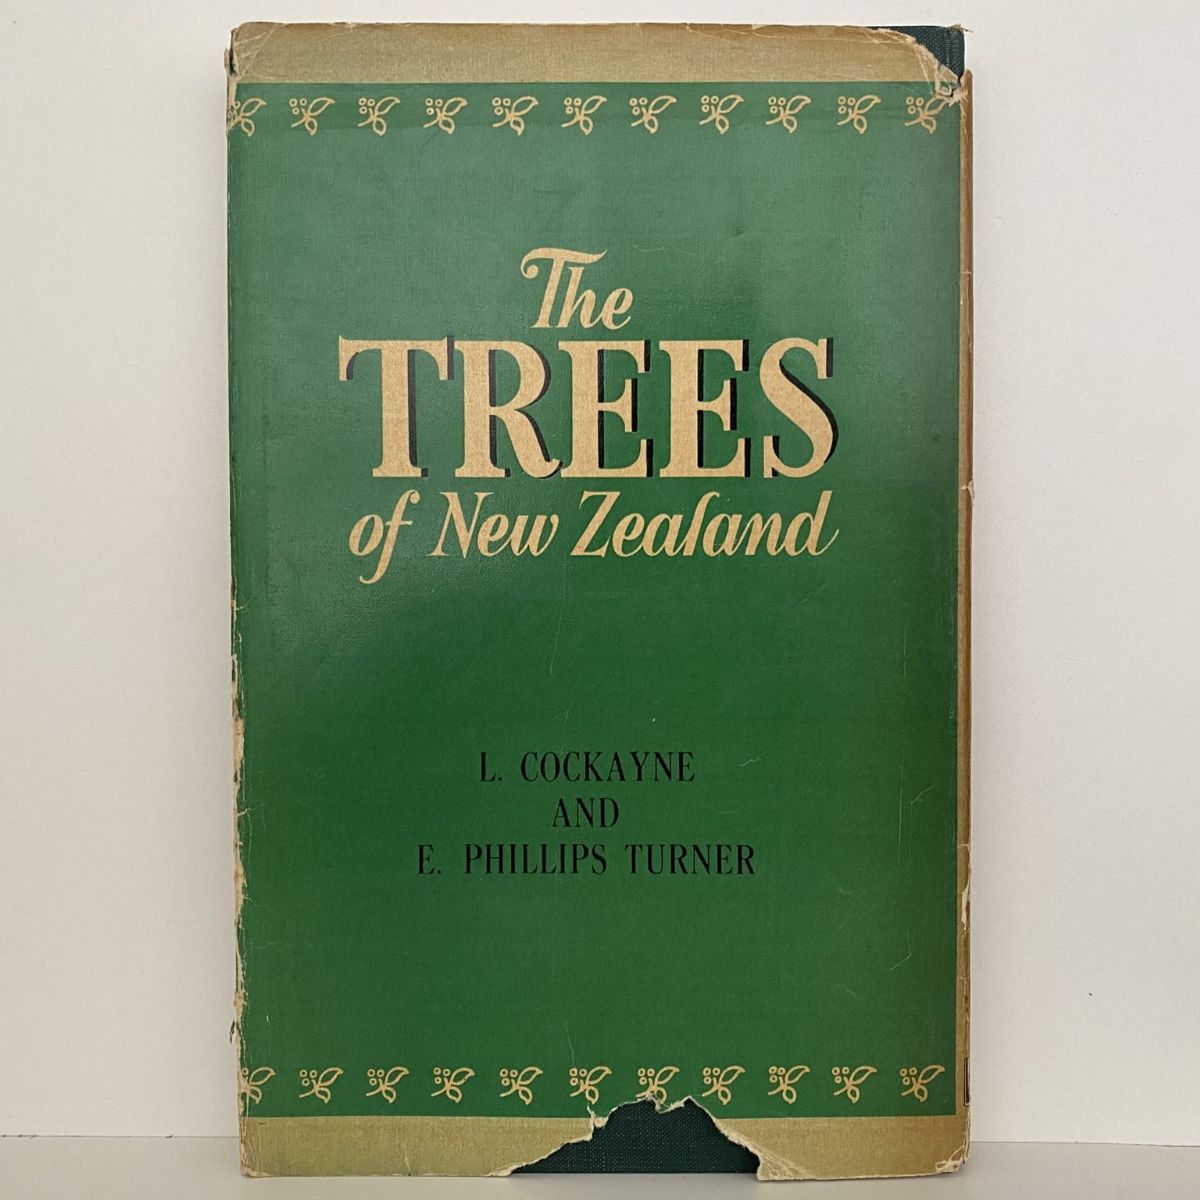 The
TREES
of New Zealand
L. COCKAYNE
AND
E. PHILLIPS TURNER